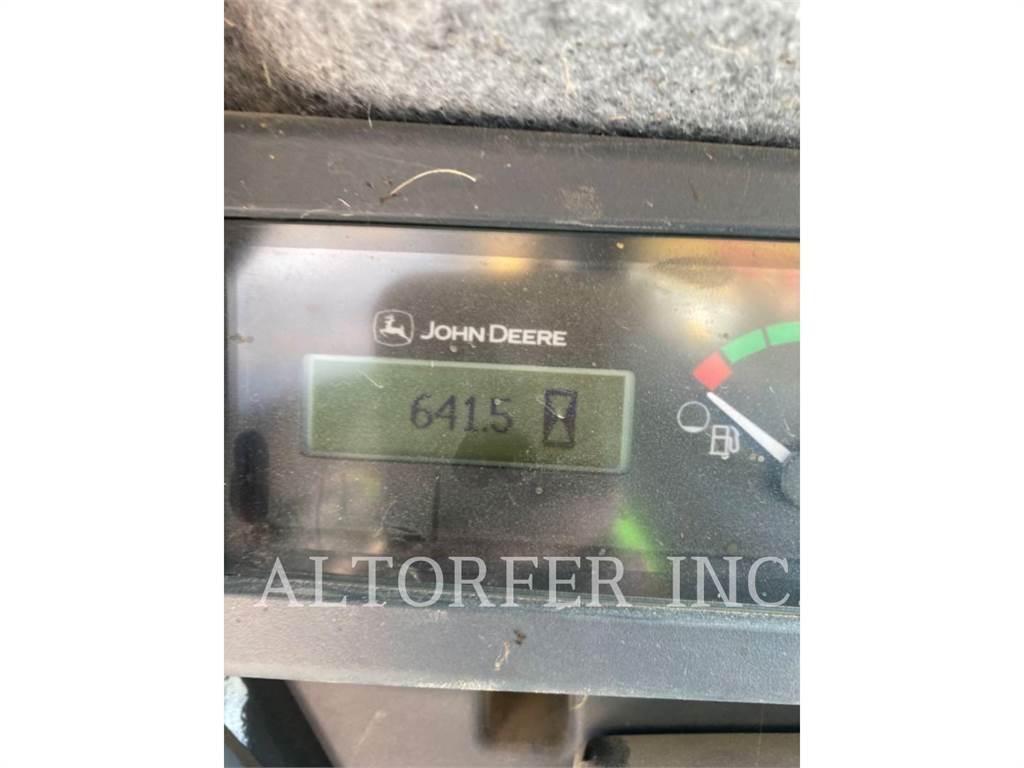 JOHN DEERE
641.5
ALTORFER INC.